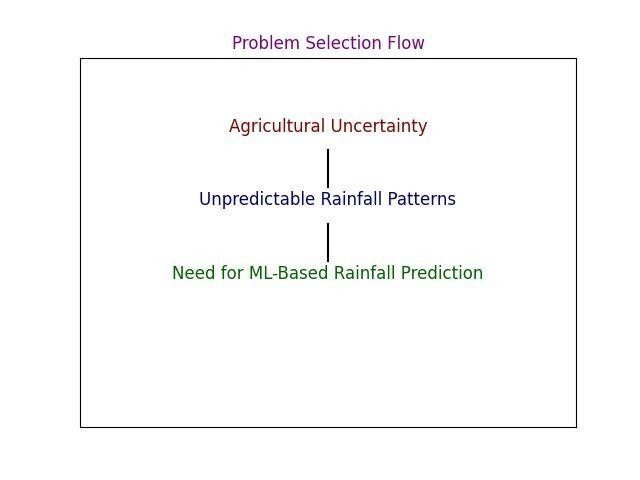 Problem Selection Flow
Agricultural Uncertainty
Unpredictable Rainfall Patterns
Need for ML-Based Rainfall Prediction